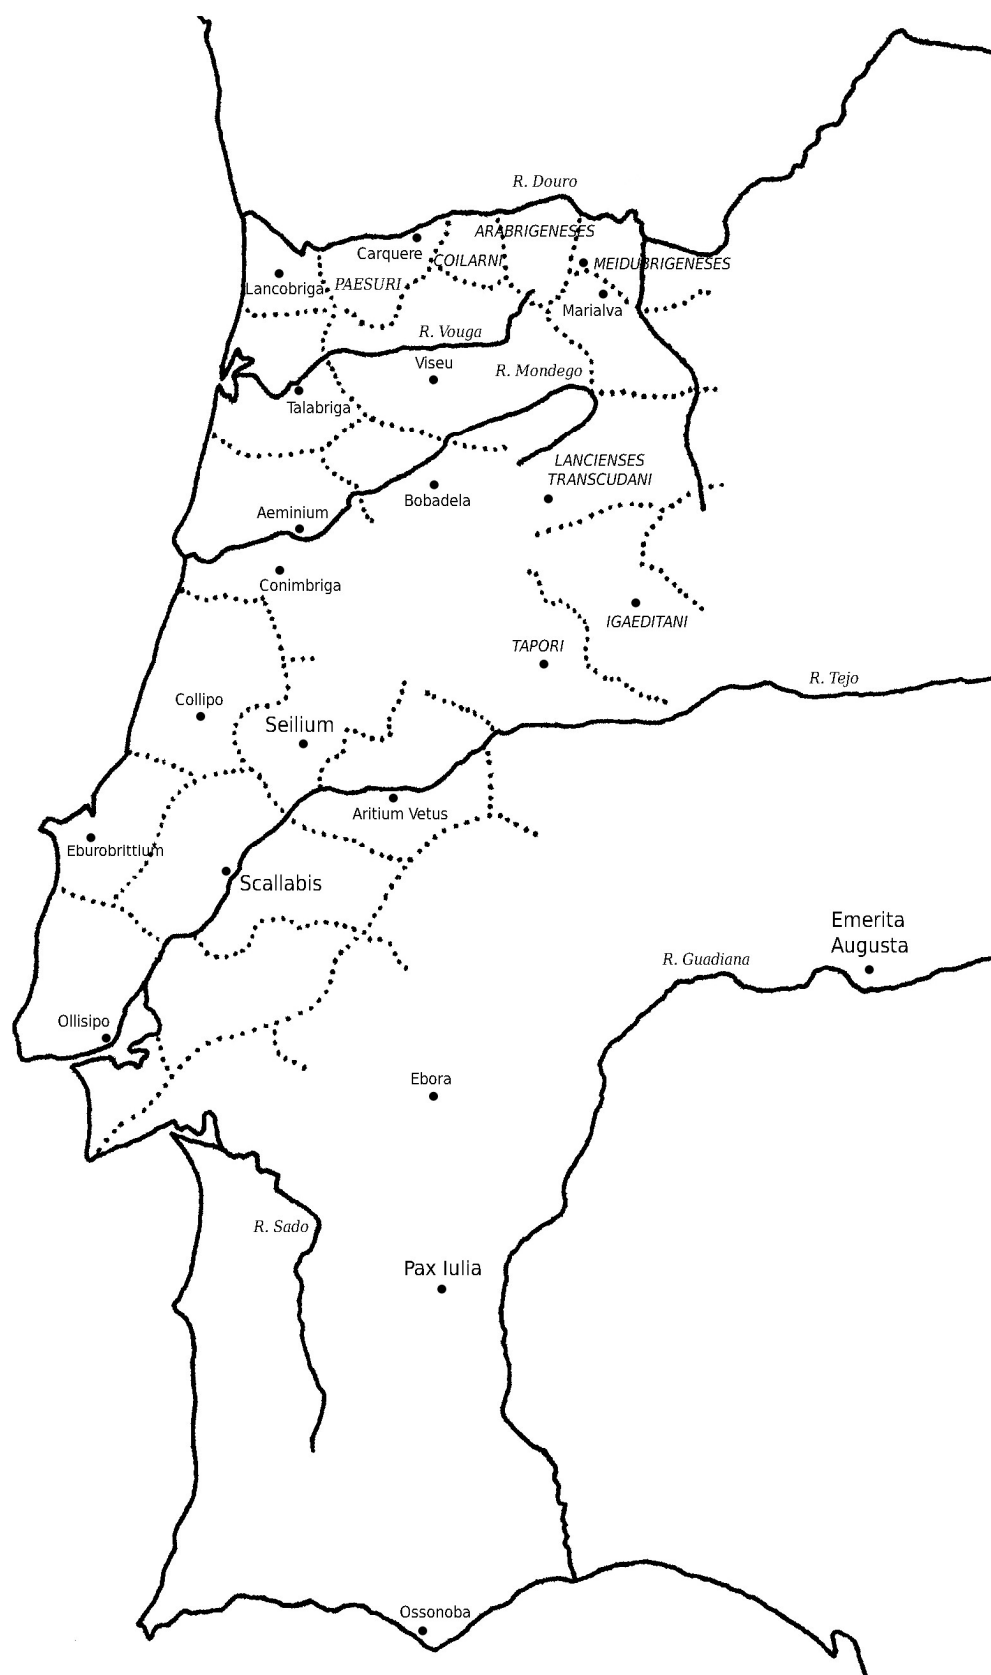 R. Douro
ARABRIGENESES
Carquere
COILARNI
MEIDUBRIGENESES
PAESURI
Lancobriga
Marialva
R. Vouga
Viseu
R. Mondego
Talabriga
LANCIENSES
TRANSCUDANI
Bobadela
Aeminium
Conimbriga
IGAEDITANI
TAPORI
R. Tejo
Collipo
Seilium
Aritium Vetus
Eburobrittium
Scallabis
Emerita
Augusta
R. Guadiana
Ollisipo
Ebora
R. Sado
Pax Iulia
Ossonoba